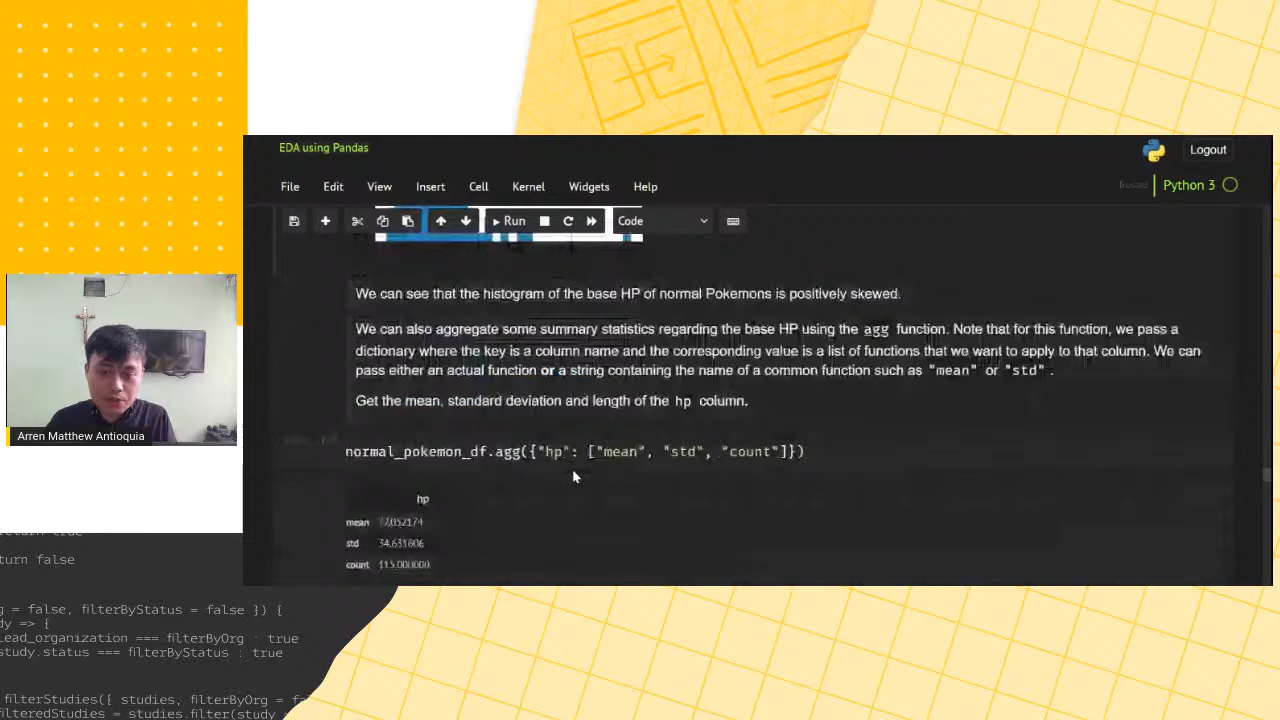 EDA using Pandas
Logout
File Edit View Insert Cell Kernel Widgets Help
Trusted Python 3
Run Code
We can see that the histogram of the base HP of normal Pokemons is positively skewed.
We can also aggregate some summary statistics regarding the base HP using the agg function. Note that for this function, we pass a
dictionary where the key is a column name and the corresponding value is a list of functions that we want to apply to that column. We can
pass either an actual function or a string containing the name of a common function such as "mean" or "std" .
Get the mean, standard deviation and length of the hp column.
normal_pokemon_df.agg({"hp": ["mean", "std", "count"]})
hp
mean 77.052174
std 34.631806
count 115.000000
Arren Matthew Antioquia
return true
turn false
g = false, filterByStatus = false }) {
dy => {
lead_organization === filterByOrg : true
study.status === filterByStatus : true
filterStudies({ studies, filterByOrg = f
filteredStudies = studies.filter(study